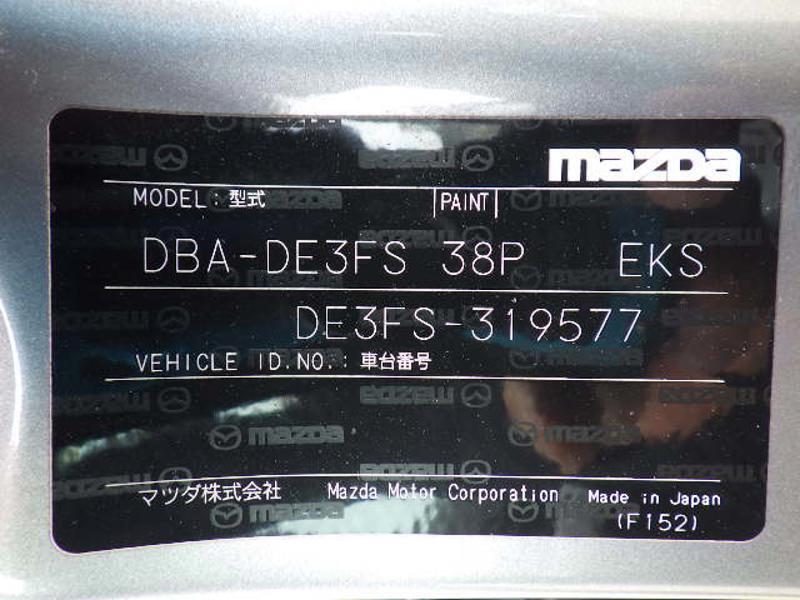 mazda
MODEL : 型式 PAINT
DBA-DE3FS 38P EKS
DE3FS-319577
VEHICLE ID.NO. : 車台番号
マツダ株式会社 Mazda Motor Corporation Made in Japan
(F152)